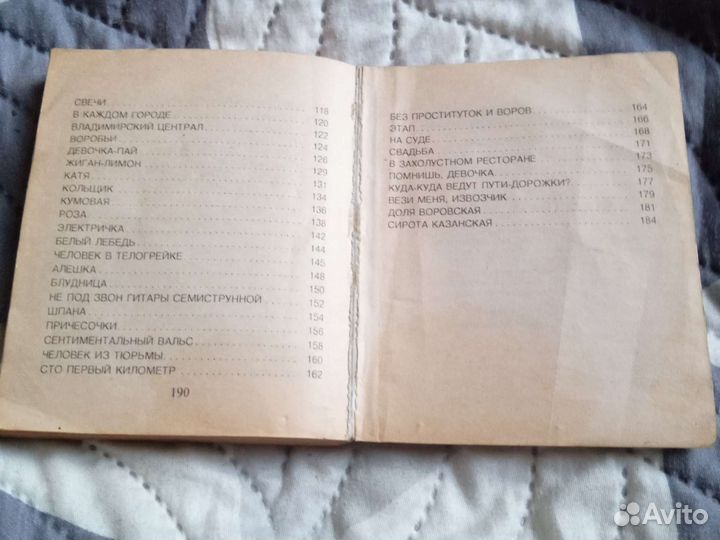 СВЕЧИ 118
В КАЖДОМ ГОРОДЕ 120
ВЛАДИМИРСКИЙ ЦЕНТРАЛ 122
ВОРОБЬИ 124
ДЕВОЧКА-ПАЙ 126
ЖИГАН-ЛИМОН 129
КАТЯ 131
КОЛЬЩИК 134
КУМОВАЯ 136
РОЗА 138
ЭЛЕКТРИЧКА 142
БЕЛЫЙ ЛЕБЕДЬ 144
ЧЕЛОВЕК В ТЕЛОГРЕЙКЕ 145
АЛЕШКА 148
БЛУДНИЦА 150
НЕ ПОД ЗВОН ГИТАРЫ СЕМИСТРУННОЙ 152
ШПАНА 154
ПРИЧЕСОЧКИ 156
СЕНТИМЕНТАЛЬНЫЙ ВАЛЬС 158
ЧЕЛОВЕК ИЗ ТЮРЬМЫ 160
СТО ПЕРВЫЙ КИЛОМЕТР 162
190
БЕЗ ПРОСТИТУТОК И ВОРОВ 164
ЭТАП 166
НА СУДЕ 168
СВАДЬБА 171
В ЗАХОЛУСТНОМ РЕСТОРАНЕ 173
ПОМНИШЬ, ДЕВОЧКА 175
КУДА-КУДА ВЕДУТ ПУТИ-ДОРОЖКИ? 177
ВЕЗИ МЕНЯ, ИЗВОЗЧИК 179
ДОЛЯ ВОРОВСКАЯ 181
СИРОТА КАЗАНСКАЯ 184
Avito